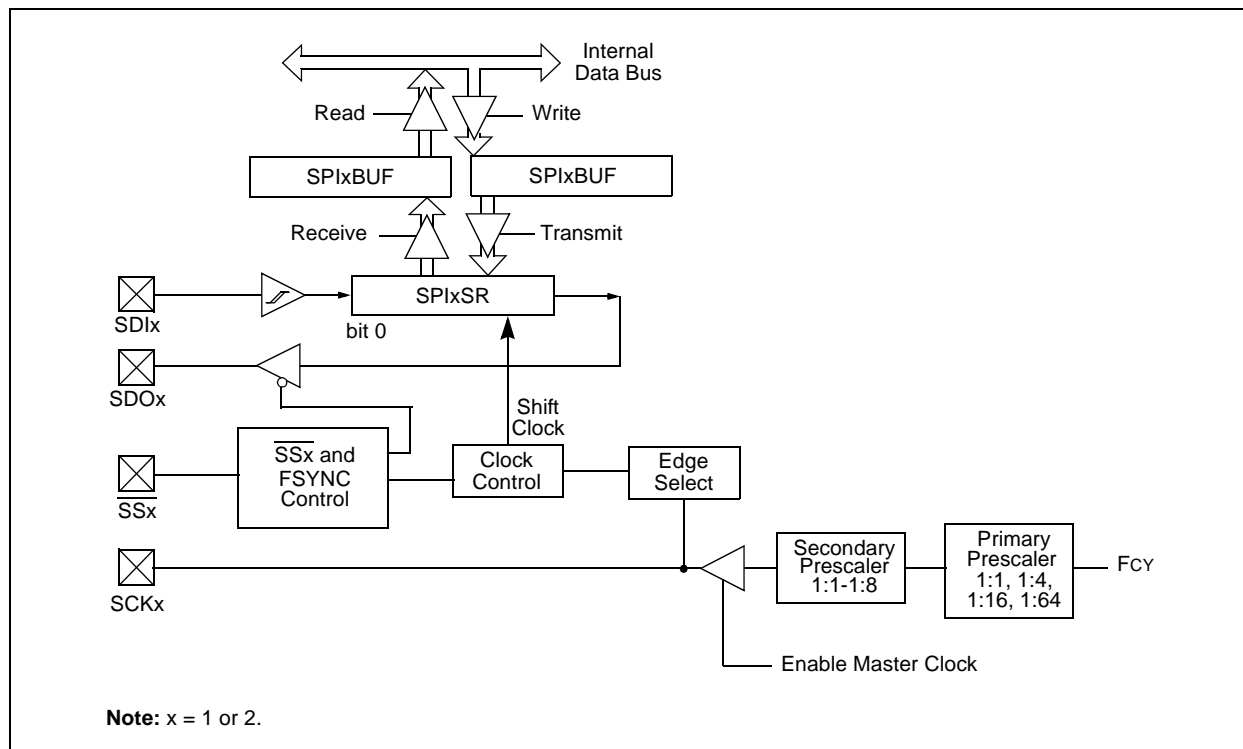 Internal
Data Bus
Read
Write
SPIxBUF
SPIxBUF
Receive
Transmit
SPIxSR
SDIx
bit 0
SDOx
Shift
Clock
SSx and
FSYNC
Control
Clock
Control
Edge
Select
SSx
Secondary
Prescaler
1:1-1:8
Primary
Prescaler
1:1, 1:4,
1:16, 1:64
FCY
SCKx
Enable Master Clock
Note: x = 1 or 2.